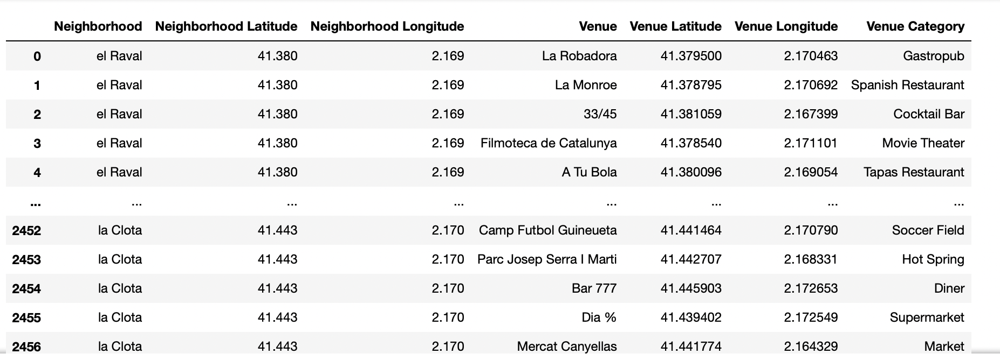 Neighborhood Neighborhood Latitude Neighborhood Longitude Venue Venue Latitude Venue Longitude Venue Category
0 el Raval 41.380 2.169 La Robadora 41.379500 2.170463 Gastropub
1 el Raval 41.380 2.169 La Monroe 41.378795 2.170692 Spanish Restaurant
2 el Raval 41.380 2.169 33/45 41.381059 2.167399 Cocktail Bar
3 el Raval 41.380 2.169 Filmoteca de Catalunya 41.378540 2.171101 Movie Theater
4 el Raval 41.380 2.169 A Tu Bola 41.380096 2.169054 Tapas Restaurant
... ... ... ... ... ... ... ...
2452 la Clota 41.443 2.170 Camp Futbol Guineueta 41.441464 2.170790 Soccer Field
2453 la Clota 41.443 2.170 Parc Josep Serra I Marti 41.442707 2.168331 Hot Spring
2454 la Clota 41.443 2.170 Bar 777 41.445903 2.172653 Diner
2455 la Clota 41.443 2.170 Dia % 41.439402 2.172549 Supermarket
2456 la Clota 41.443 2.170 Mercat Canyellas 41.441774 2.164329 Market